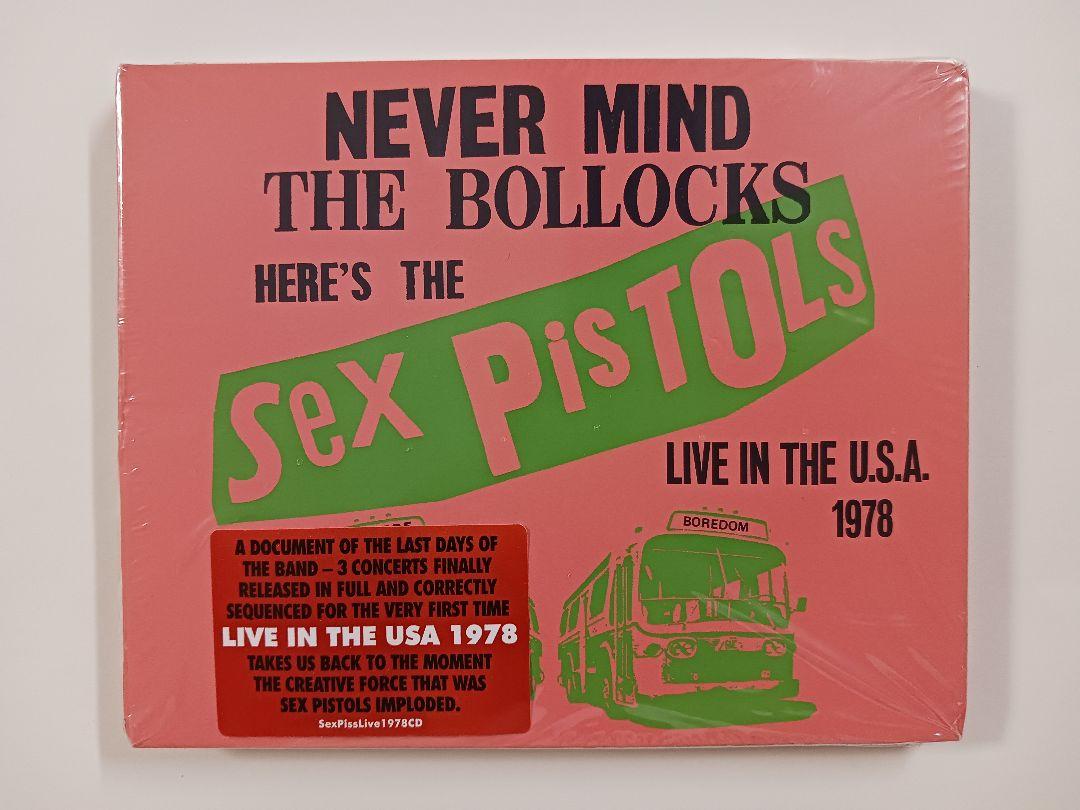 NEVER MIND
THE BOLLOCKS
HERE'S THE
Sex PisTOLs
LIVE IN THE U.S.A.
1978
BOREDOM
A DOCUMENT OF THE LAST DAYS OF
THE BAND – 3 CONCERTS FINALLY
RELEASED IN FULL AND CORRECTLY
SEQUENCED FOR THE VERY FIRST TIME
LIVE IN THE USA 1978
TAKES US BACK TO THE MOMENT
THE CREATIVE FORCE THAT WAS
SEX PISTOLS IMPLODED.
SexPissLive1978CD